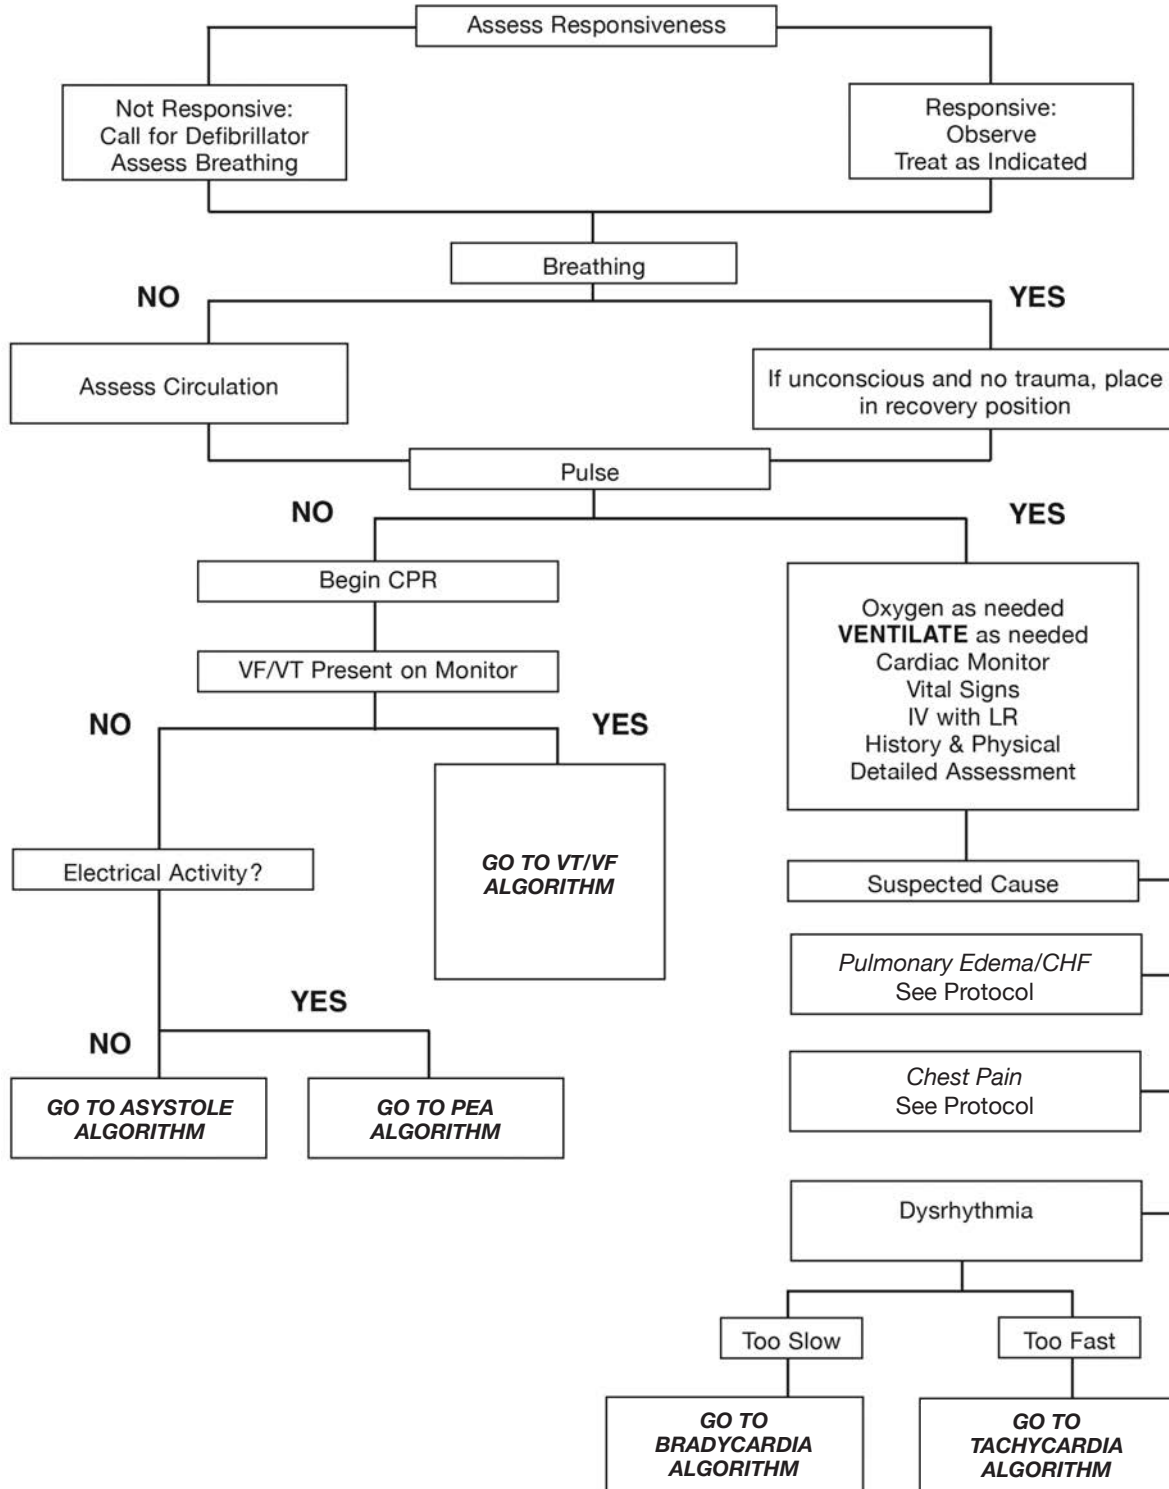 Assess Responsiveness
Not Responsive:
Call for Defibrillator
Assess Breathing
Responsive:
Observe
Treat as Indicated
Breathing
NO
YES
Assess Circulation
If unconscious and no trauma, place
in recovery position
Pulse
NO
YES
Begin CPR
Oxygen as needed
VENTILATE as needed
Cardiac Monitor
Vital Signs
IV with LR
History & Physical
Detailed Assessment
VF/VT Present on Monitor
NO
YES
GO TO VT/VF
ALGORITHM
Electrical Activity?
Suspected Cause
Pulmonary Edema/CHF
See Protocol
YES
NO
GO TO ASYSTOLE
ALGORITHM
GO TO PEA
ALGORITHM
Chest Pain
See Protocol
Dysrhythmia
Too Slow
Too Fast
GO TO
BRADYCARDIA
ALGORITHM
GO TO
TACHYCARDIA
ALGORITHM